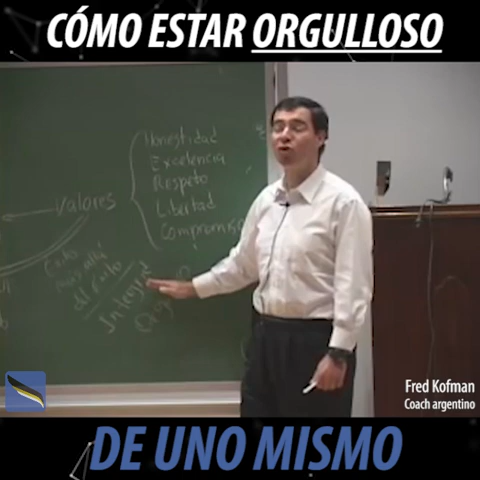 CÓMO ESTAR ORGULLOSO
Honestidad
Excelencia
Respeto
Libertad
Compromiso
Valores
Éxito
más allá
del éxito
Integrid
Fred Kofman
Coach argentino
DE UNO MISMO